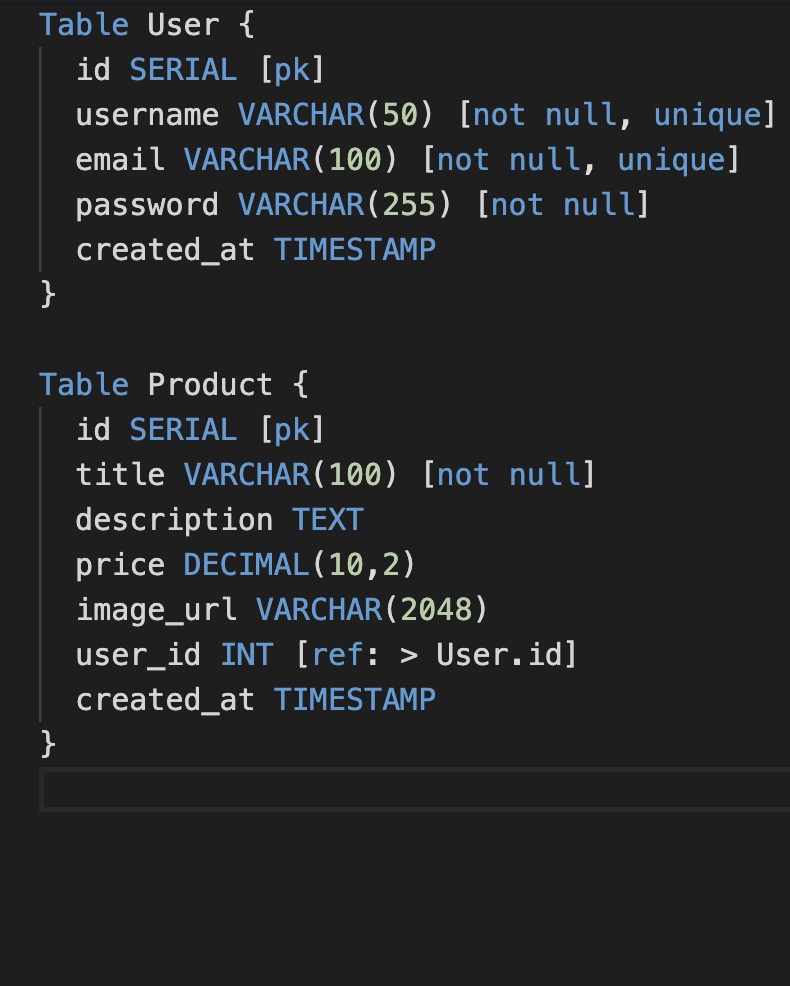 Table User {
id SERIAL [pk]
username VARCHAR(50) [not null, unique]
email VARCHAR(100) [not null, unique]
password VARCHAR(255) [not null]
created_at TIMESTAMP
}
Table Product {
id SERIAL [pk]
title VARCHAR(100) [not null]
description TEXT
price DECIMAL(10,2)
image_url VARCHAR(2048)
user_id INT [ref: > User.id]
created_at TIMESTAMP
}